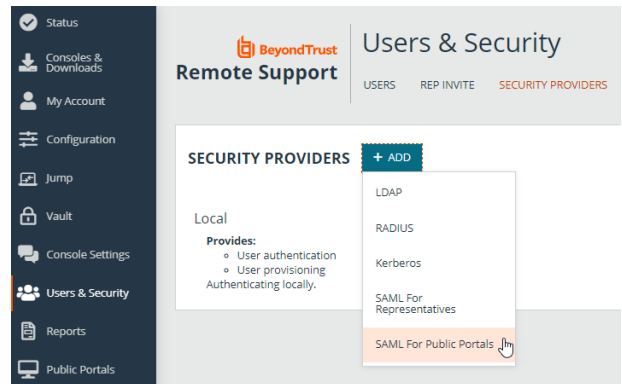 Status
Consoles &
Downloads
My Account
Configuration
Jump
Vault
Console Settings
Users & Security
Reports
Public Portals
BeyondTrust
Remote Support
Users & Security
USERS REP INVITE SECURITY PROVIDERS
SECURITY PROVIDERS
+ ADD
LDAP
RADIUS
Kerberos
SAML For
Representatives
SAML For Public Portals
Local
Provides:
User authentication
User provisioning
Authenticating locally.